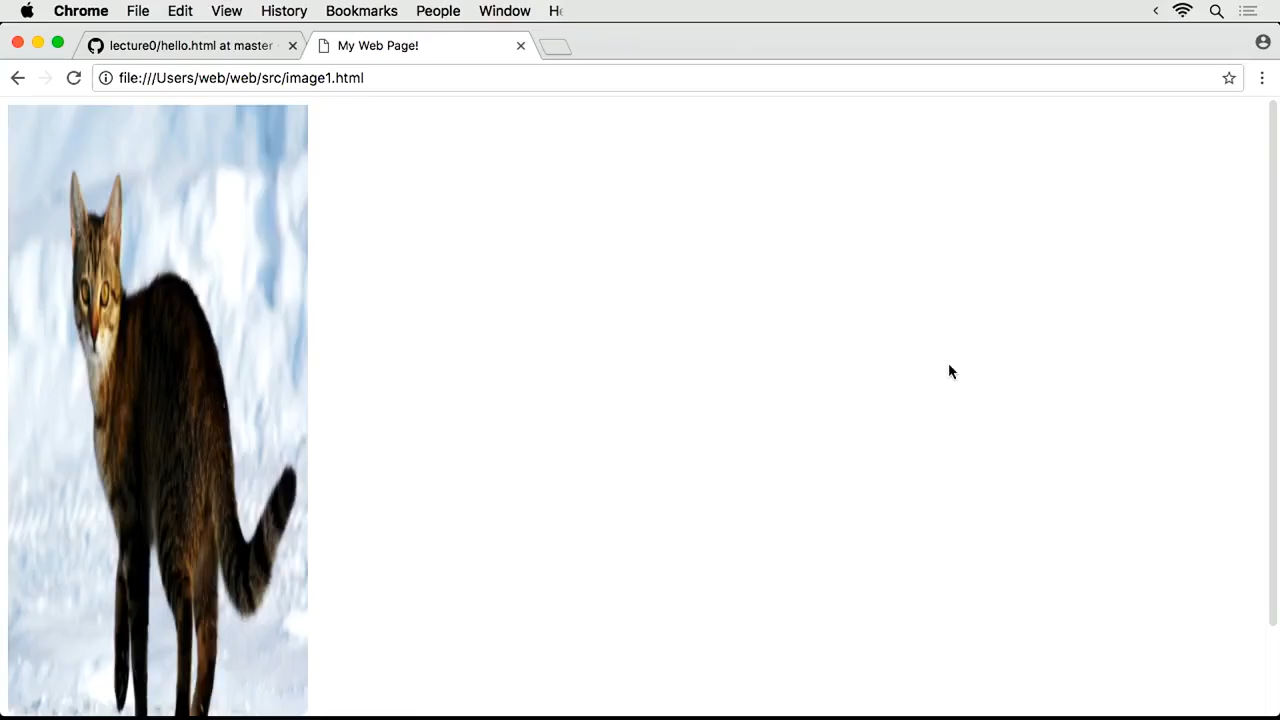 Chrome File Edit View History Bookmarks People Window
lecture0/hello.html at master
My Web Page!
file:///Users/web/web/src/image1.html